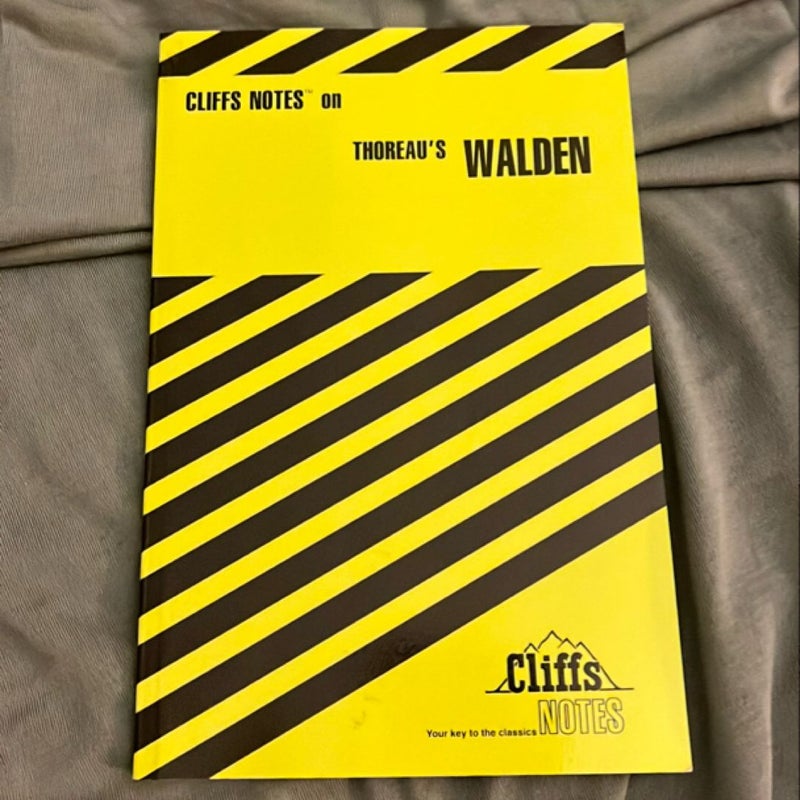 CLIFFS NOTES™ on
THOREAU'S WALDEN
Cliffs
Your key to the classics NOTES